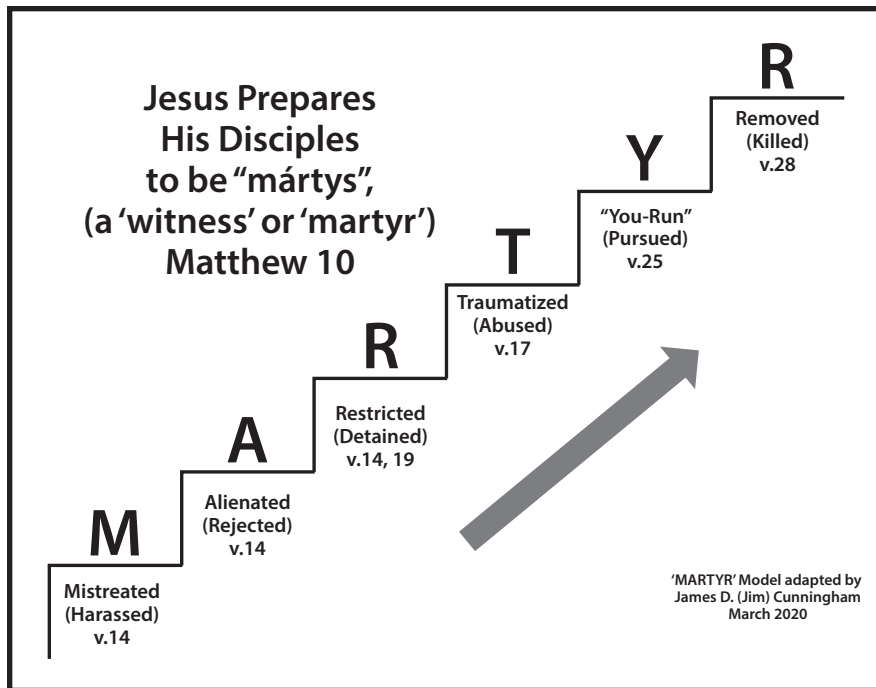 Jesus Prepares
His Disciples
to be “mártys”,
(a ‘witness’ or ‘martyr’)
Matthew 10
M
Mistreated
(Harassed)
v.14
A
Alienated
(Rejected)
v.14
R
Restricted
(Detained)
v.14, 19
T
Traumatized
(Abused)
v.17
Y
“You-Run”
(Pursued)
v.25
R
Removed
(Killed)
v.28
‘MARTYR’ Model adapted by
James D. (Jim) Cunningham
March 2020